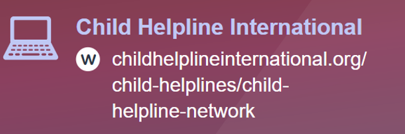 Child Helpline International
W childhelplineinternational.org/
child-helplines/child-
helpline-network